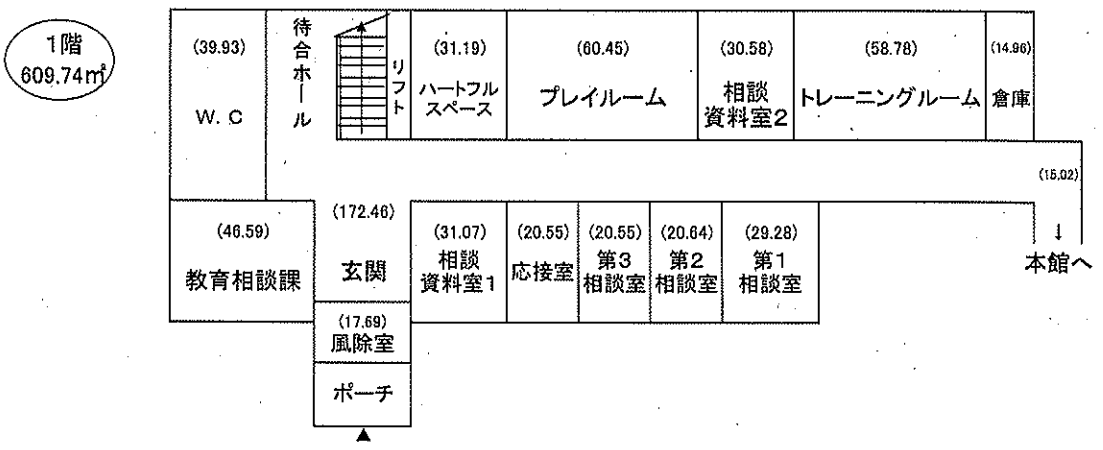 1階
609.74㎡
(39.93)
W.C
待合ホール
リフト
(31.19)
ハートフル
スペース
(60.45)
プレイルーム
(30.58)
相談
資料室2
(58.78)
トレーニングルーム
(14.96)
倉庫
(15.02)
↓
本館へ
(46.59)
教育相談課
(172.46)
玄関
(31.07)
相談
資料室1
(20.55)
応接室
(20.55)
第3
相談室
(20.64)
第2
相談室
(29.28)
第1
相談室
(17.69)
風除室
ポーチ